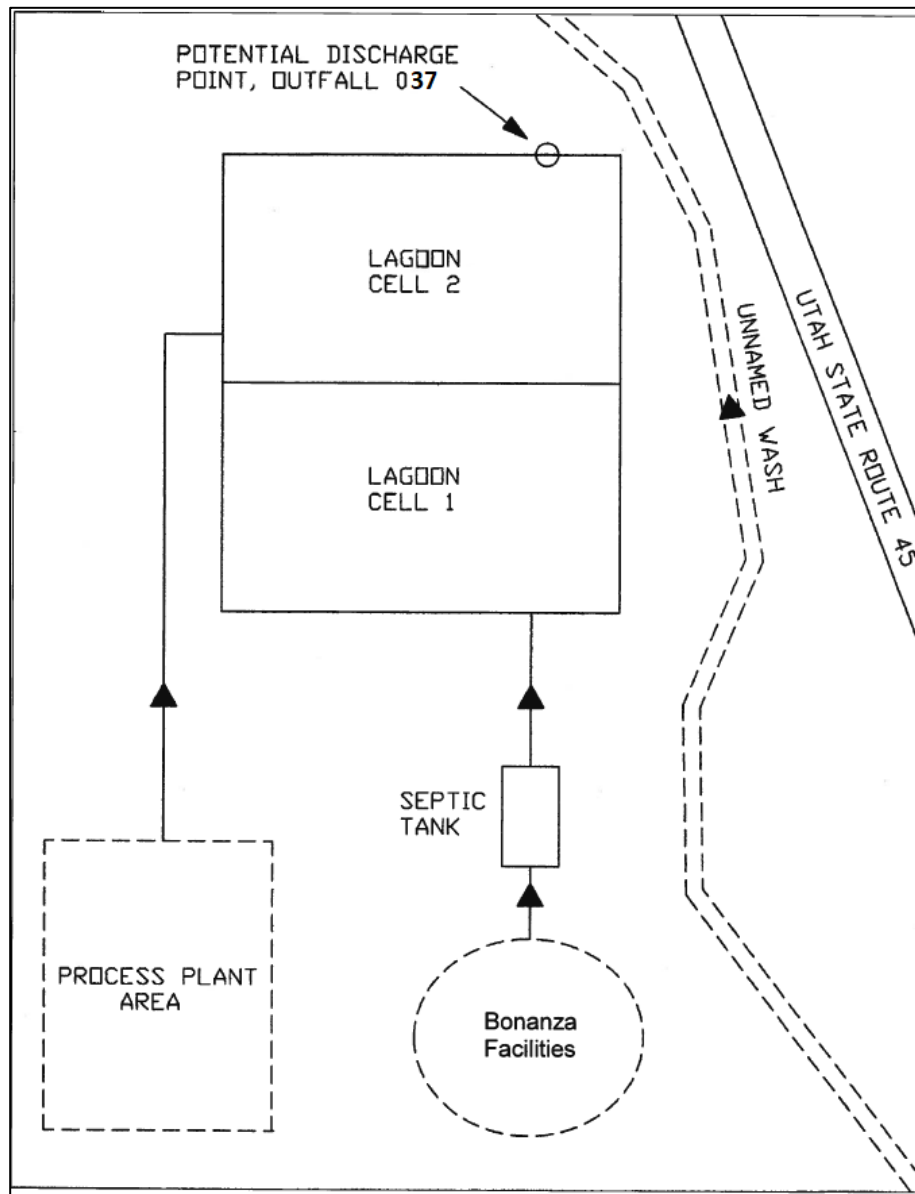 POTENTIAL DISCHARGE
POINT, OUTFALL 037
LAGOON
CELL 2
LAGOON
CELL 1
UNNAMED WASH
UTAH STATE ROUTE 45
SEPTIC
TANK
PROCESS PLANT
AREA
Bonanza
Facilities